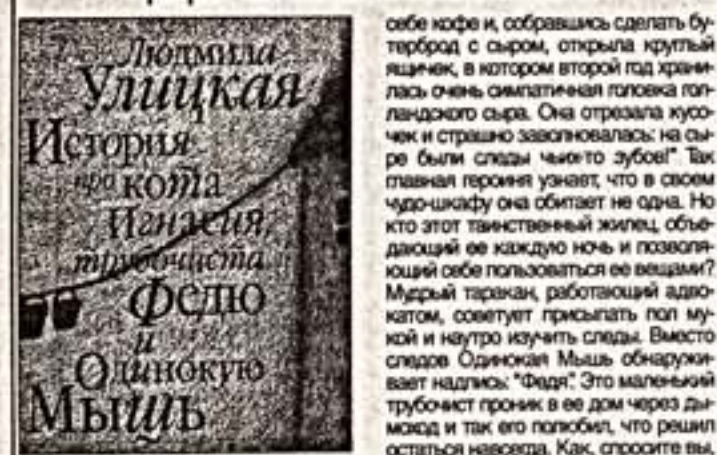 Людмила
Улицкая
История
про кота
Игнасия,
трубочиста
Федю
и
Одинокую
Мышь
себе кофе и, собравшись сделать бу-
терброд с сыром, открыла круглый
ящичек, в котором второй год храни-
лась очень симпатичная головка гол-
ландского сыра. Она отрезала кусо-
чек и страшно заволновалась: на сы-
ре были следы чьих-то зубов!" Так
главная героиня узнает, что в своем
чудо-шкафу она обитает не одна. Но
кто этот таинственный жилец, объе-
дающий ее каждую ночь и позволя-
ющий себе пользоваться ее вещами?
Мудрый таракан, работающий адво-
катом, советует присыпать пол му-
кой и наутро изучить следы. Вместо
следов Одинокая Мышь обнаружи-
вает надпись: "Федя". Это маленький
трубочист проник в ее дом через ды-
моход и так его полюбил, что решил
остаться навсегда. Как, спросите вы,